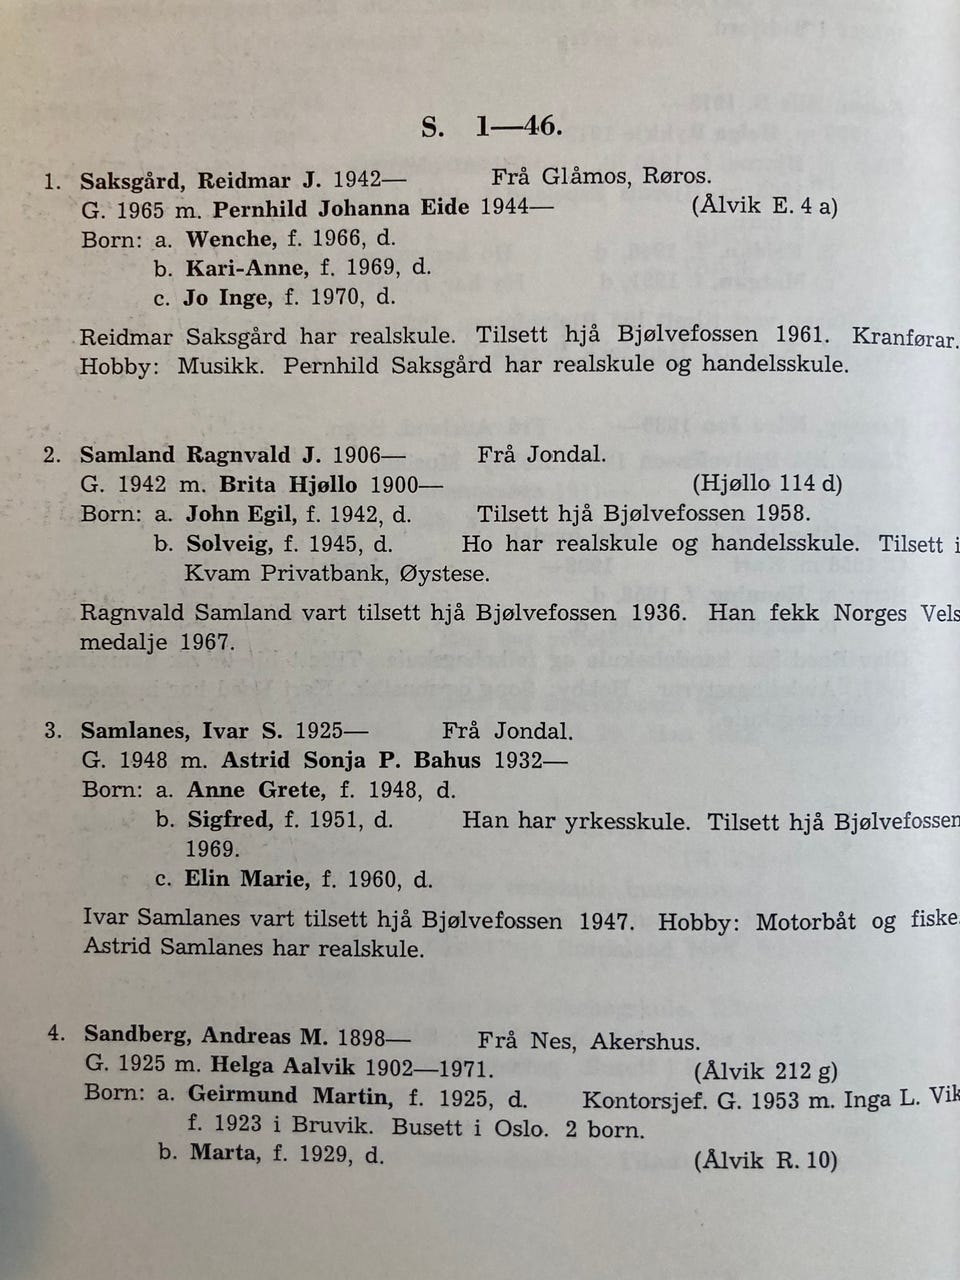 S. 1—46.
1. Saksgård, Reidmar J. 1942— Frå Glåmos, Røros.
G. 1965 m. Pernhild Johanna Eide 1944— (Ålvik E. 4 a)
Born: a. Wenche, f. 1966, d.
b. Kari-Anne, f. 1969, d.
c. Jo Inge, f. 1970, d.
Reidmar Saksgård har realskule. Tilsett hjå Bjølvefossen 1961. Kranførar.
Hobby: Musikk. Pernhild Saksgård har realskule og handelsskule.
2. Samland Ragnvald J. 1906— Frå Jondal.
G. 1942 m. Brita Hjøllo 1900— (Hjøllo 114 d)
Born: a. John Egil, f. 1942, d. Tilsett hjå Bjølvefossen 1958.
b. Solveig, f. 1945, d. Ho har realskule og handelsskule. Tilsett i
Kvam Privatbank, Øystese.
Ragnvald Samland vart tilsett hjå Bjølvefossen 1936. Han fekk Norges Vels
medalje 1967.
3. Samlanes, Ivar S. 1925— Frå Jondal.
G. 1948 m. Astrid Sonja P. Bahus 1932—
Born: a. Anne Grete, f. 1948, d.
b. Sigfred, f. 1951, d. Han har yrkesskule. Tilsett hjå Bjølvefossen
1969.
c. Elin Marie, f. 1960, d.
Ivar Samlanes vart tilsett hjå Bjølvefossen 1947. Hobby: Motorbåt og fiske.
Astrid Samlanes har realskule.
4. Sandberg, Andreas M. 1898— Frå Nes, Akershus.
G. 1925 m. Helga Aalvik 1902—1971. (Ålvik 212 g)
Born: a. Geirmund Martin, f. 1925, d. Kontorsjef. G. 1953 m. Inga L. Vik
f. 1923 i Bruvik. Busett i Oslo. 2 born.
b. Marta, f. 1929, d. (Ålvik R. 10)